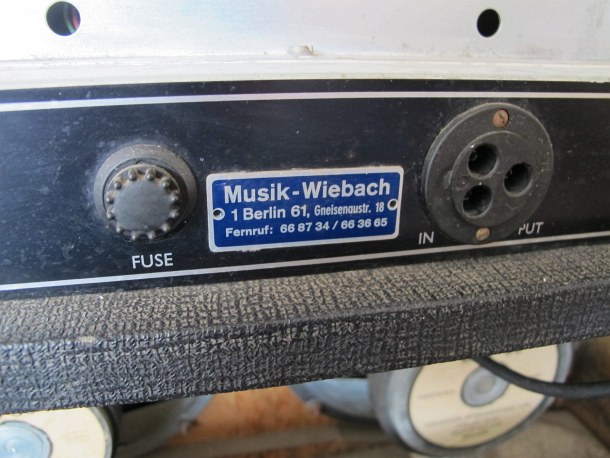 Musik-Wiebach
1 Berlin 61, Gneisenaustr. 18
Fernruf: 66 87 34 / 66 36 65
FUSE
IN PUT